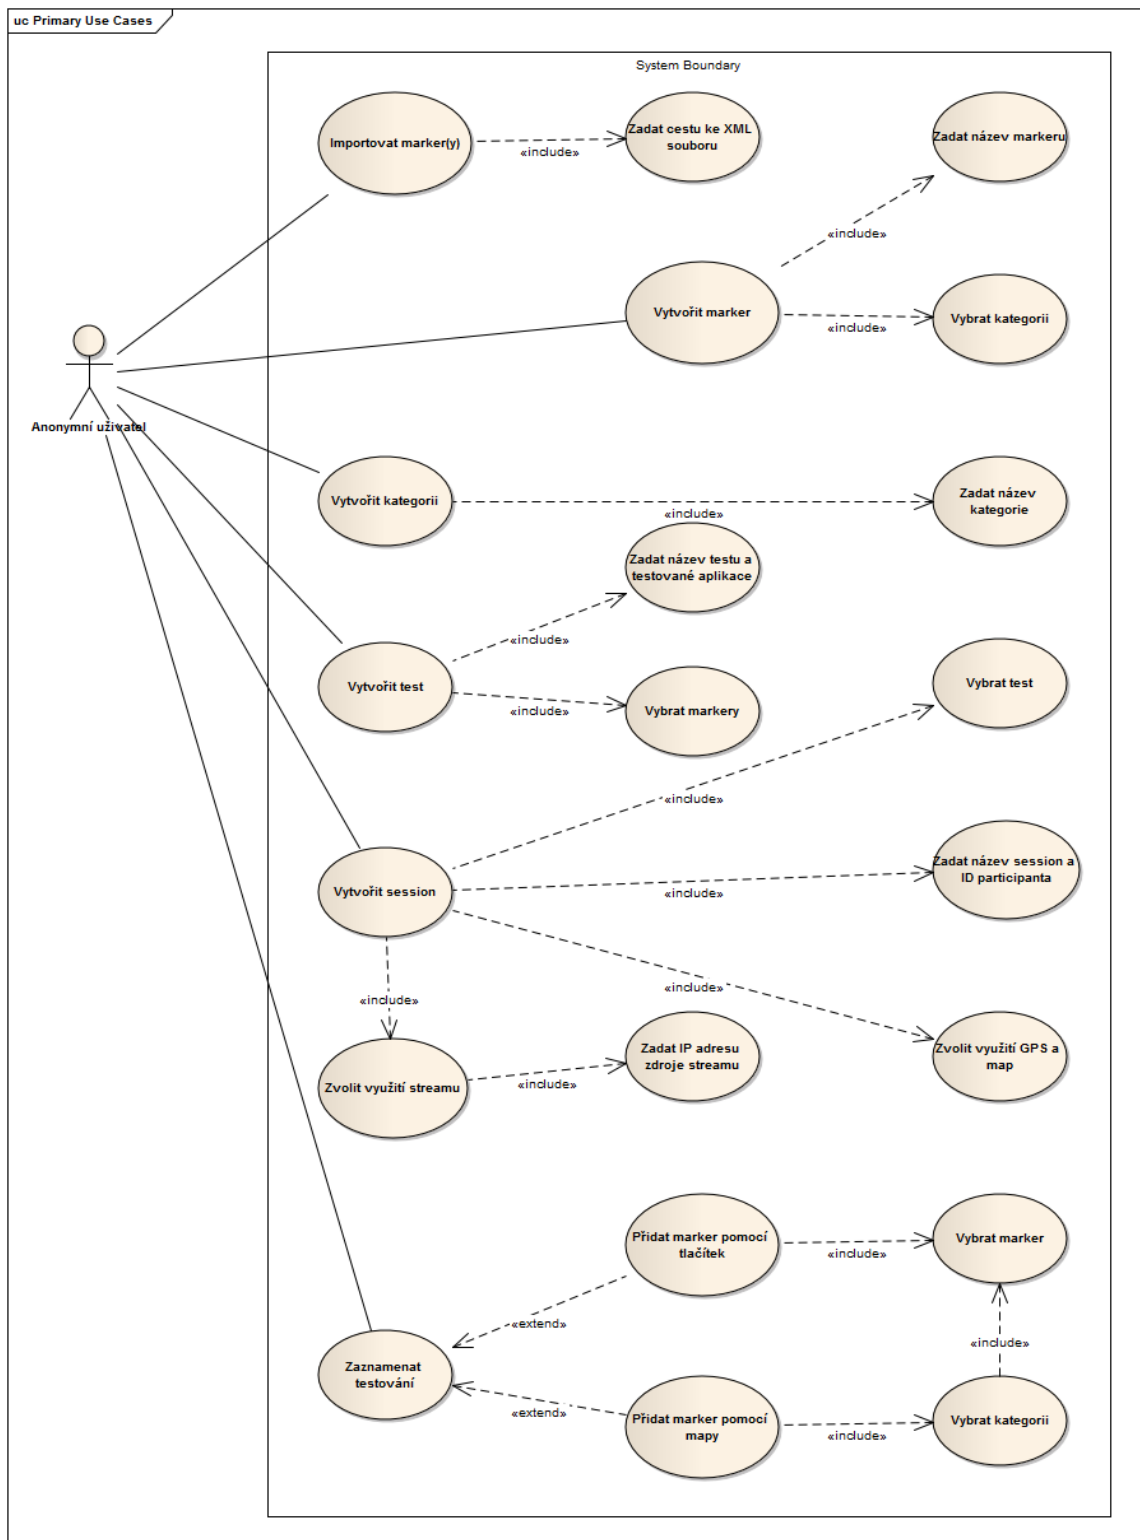 uc Primary Use Cases
System Boundary
Importovat marker(y)
«include»
Zadat cestu ke XML
souboru
Zadat název markeru
«include»
Vytvořit marker
«include»
Vybrat kategorii
Anonymní uživatel
Vytvořit kategorii
«include»
Zadat název
kategorie
Zadat název testu a
testované aplikace
«include»
Vytvořit test
«include»
Vybrat markery
Vybrat test
«include»
Vytvořit session
«include»
Zadat název session a
ID participanta
«include»
«include»
Zvolit využití streamu
«include»
Zadat IP adresu
zdroje streamu
Zvolit využití GPS a
map
Přidat marker pomocí
tlačítek
«include»
Vybrat marker
«extend»
«include»
Zaznamenat
testování
«extend»
Přidat marker pomocí
mapy
«include»
Vybrat kategorii